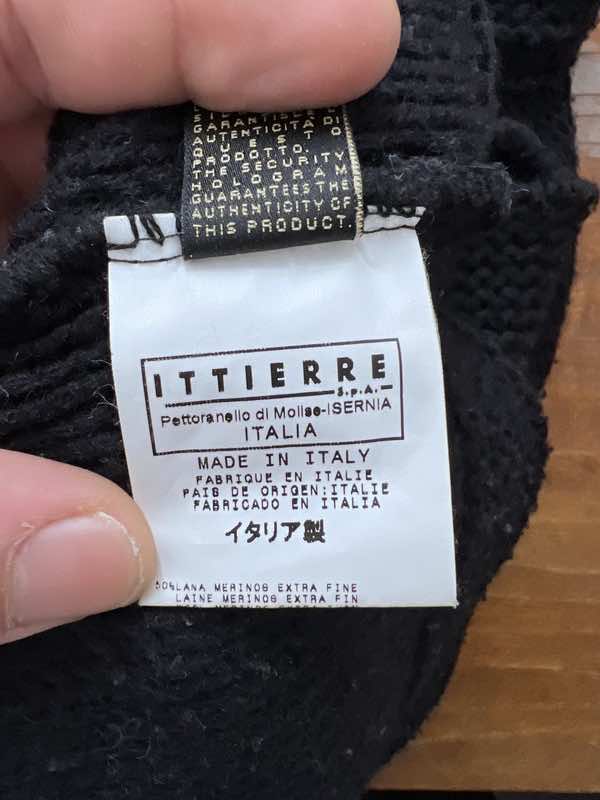 GARANTISCE
AUTENTICITÀ DI
QUESTO
PRODOTTO.
THE SECURITY
HOLOGRAM
GUARANTEES THE
AUTHENTICITY OF
THIS PRODUCT.
ITTIERRE
S.p.A.
Pettoranello di Molise-ISERNIA
ITALIA
MADE IN ITALY
FABRIQUE EN ITALIE
PAIS DE ORIGEN:ITALIE
FABRICADO EN ITALIA
イタリア製
LANA MERINOS EXTRA FINE
LAINE MERINOS EXTRA FIN